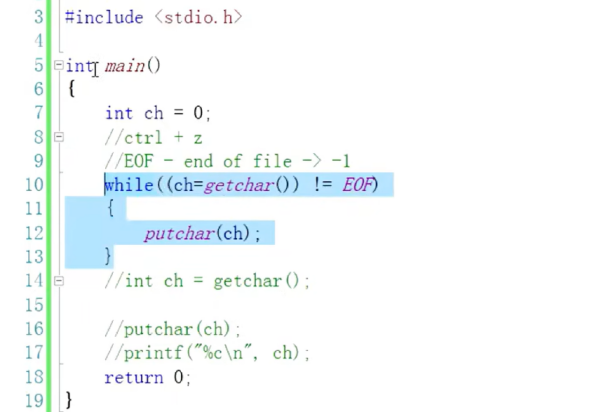 3 #include <stdio.h>
4
5 int main()
6 {
7 int ch = 0;
8 //ctrl + z
9 //EOF - end of file -> -1
10 while((ch=getchar()) != EOF)
11 {
12 putchar(ch);
13 }
14 //int ch = getchar();
15
16 //putchar(ch);
17 //printf("%c\n", ch);
18 return 0;
19 }